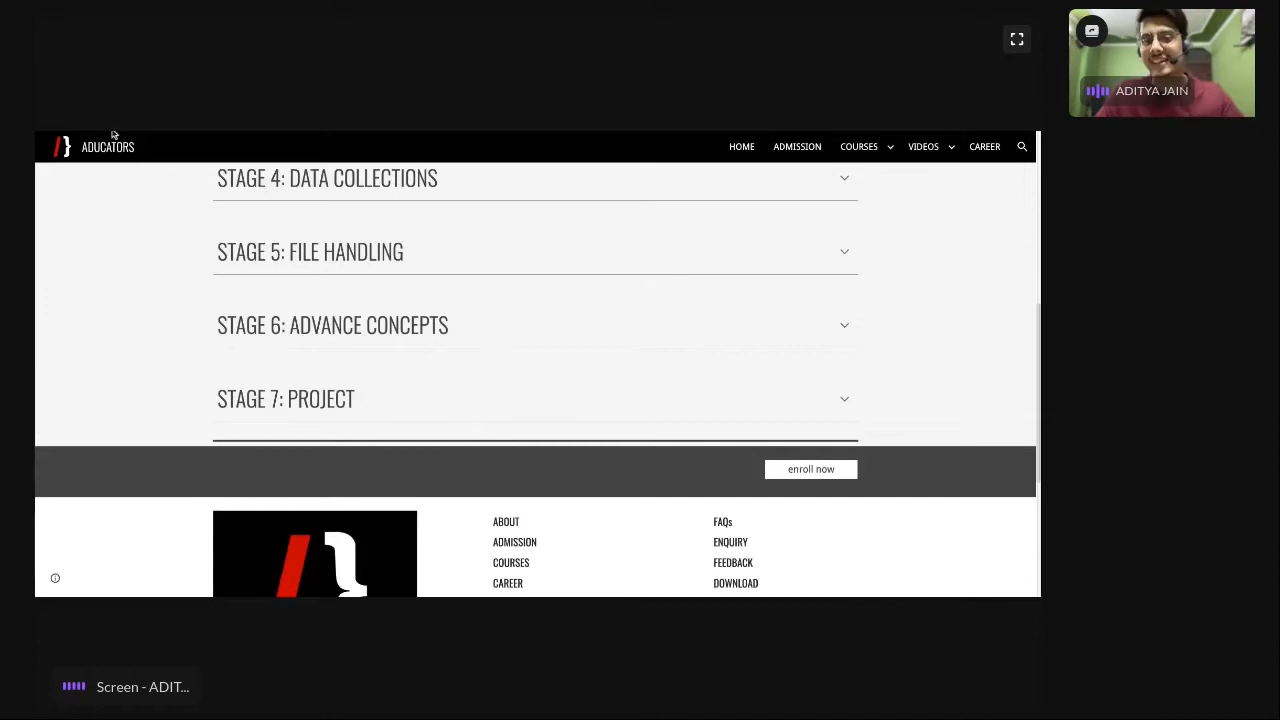 ADITYA JAIN
/} ADUCATORS
HOME ADMISSION COURSES VIDEOS CAREER
STAGE 4: DATA COLLECTIONS
STAGE 5: FILE HANDLING
STAGE 6: ADVANCE CONCEPTS
STAGE 7: PROJECT
enroll now
/}
ABOUT
ADMISSION
COURSES
CAREER
FAQs
ENQUIRY
FEEDBACK
DOWNLOAD
Screen - ADIT...